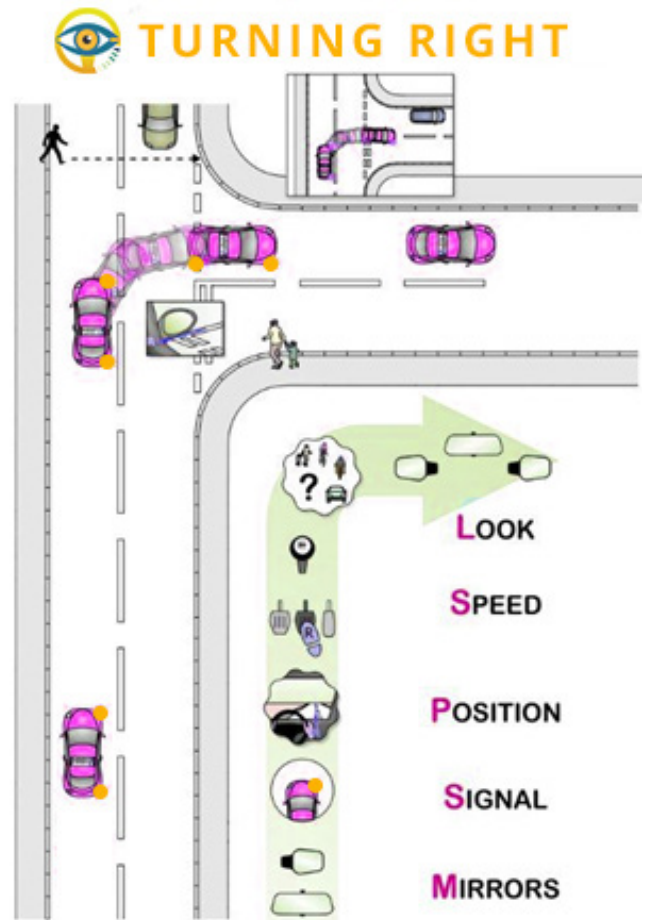 TURNING RIGHT
?
LOOK
SPEED
R
POSITION
SIGNAL
MIRRORS